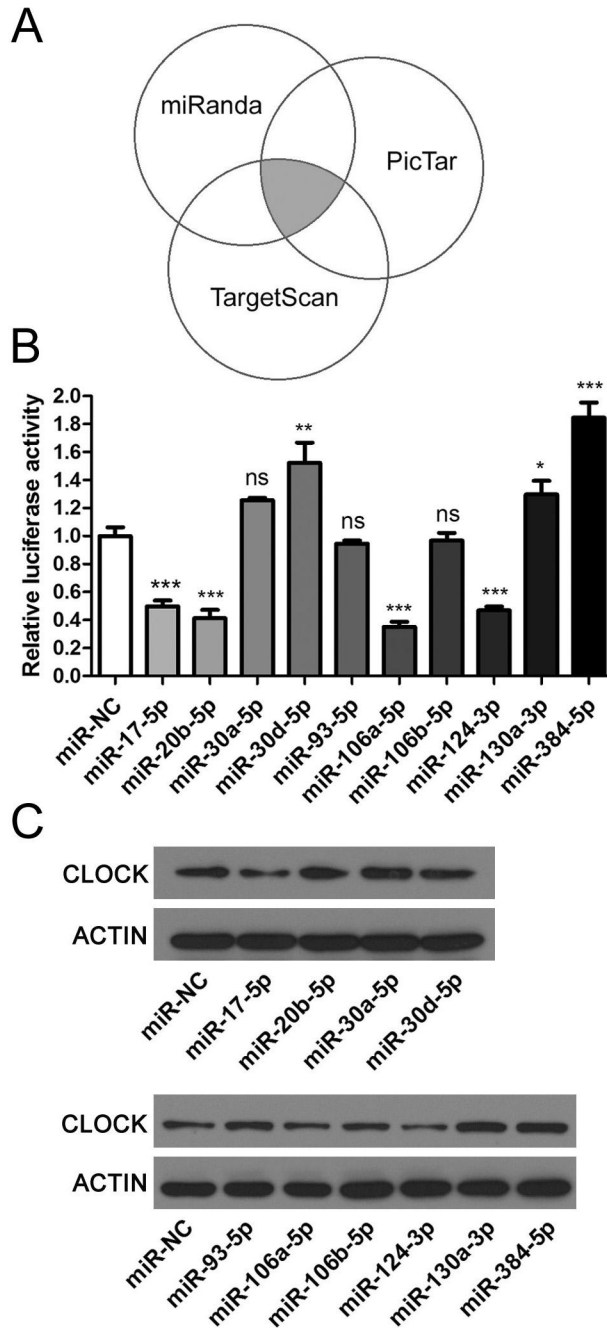 A
miRanda
PicTar
TargetScan
B
Relative luciferase activity
2.0
1.8
1.6
1.4
1.2
1.0
0.8
0.6
0.4
0.2
0.0
***
***
ns
**
ns
***
ns
***
*
***
miR-NC
miR-17-5p
miR-20b-5p
miR-30a-5p
miR-30d-5p
miR-93-5p
miR-106a-5p
miR-106b-5p
miR-124-3p
miR-130a-3p
miR-384-5p
C
CLOCK
ACTIN
miR-NC
miR-17-5p
miR-20b-5p
miR-30a-5p
miR-30d-5p
CLOCK
ACTIN
miR-NC
miR-93-5p
miR-106a-5p
miR-106b-5p
miR-124-3p
miR-130a-3p
miR-384-5p